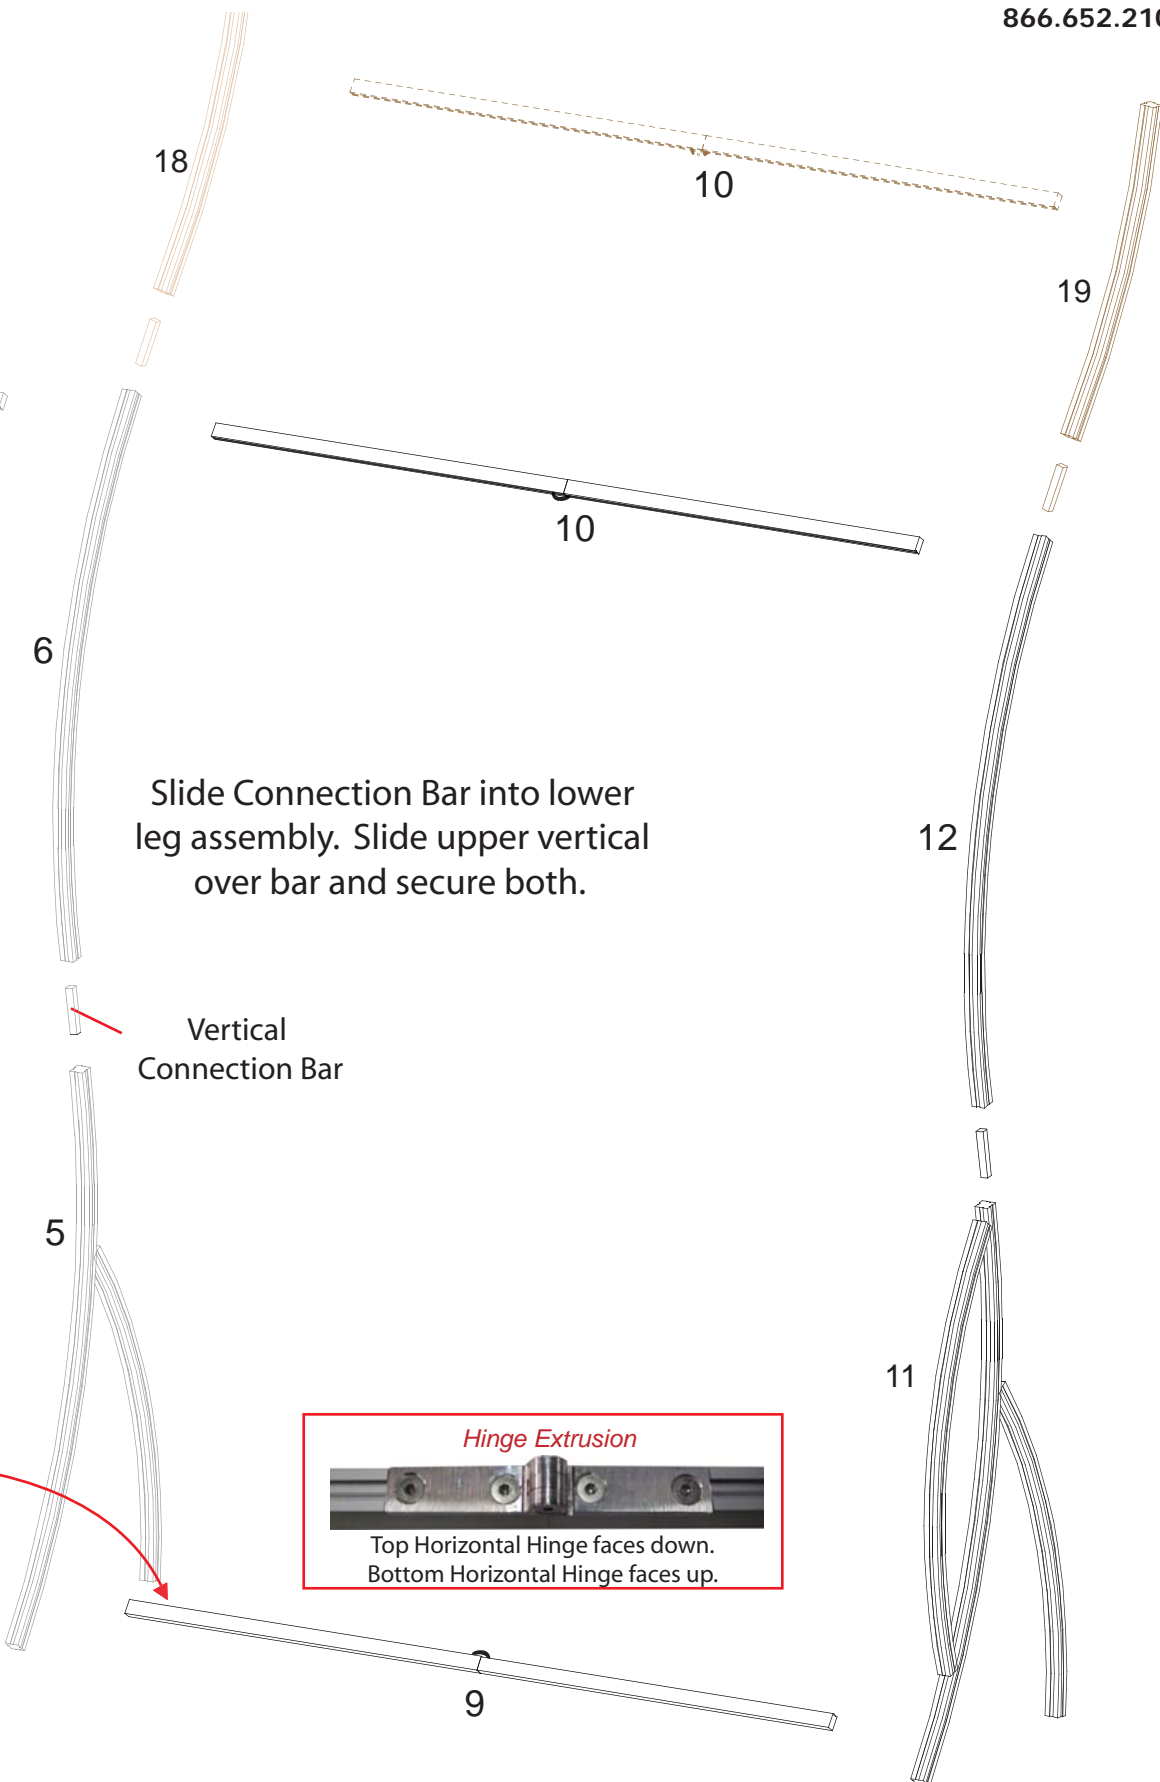 866.652.210
18
10
19
10
6
Slide Connection Bar into lower
leg assembly. Slide upper vertical
over bar and secure both.
12
Vertical
Connection Bar
5
11
Hinge Extrusion
Top Horizontal Hinge faces down.
Bottom Horizontal Hinge faces up.
9